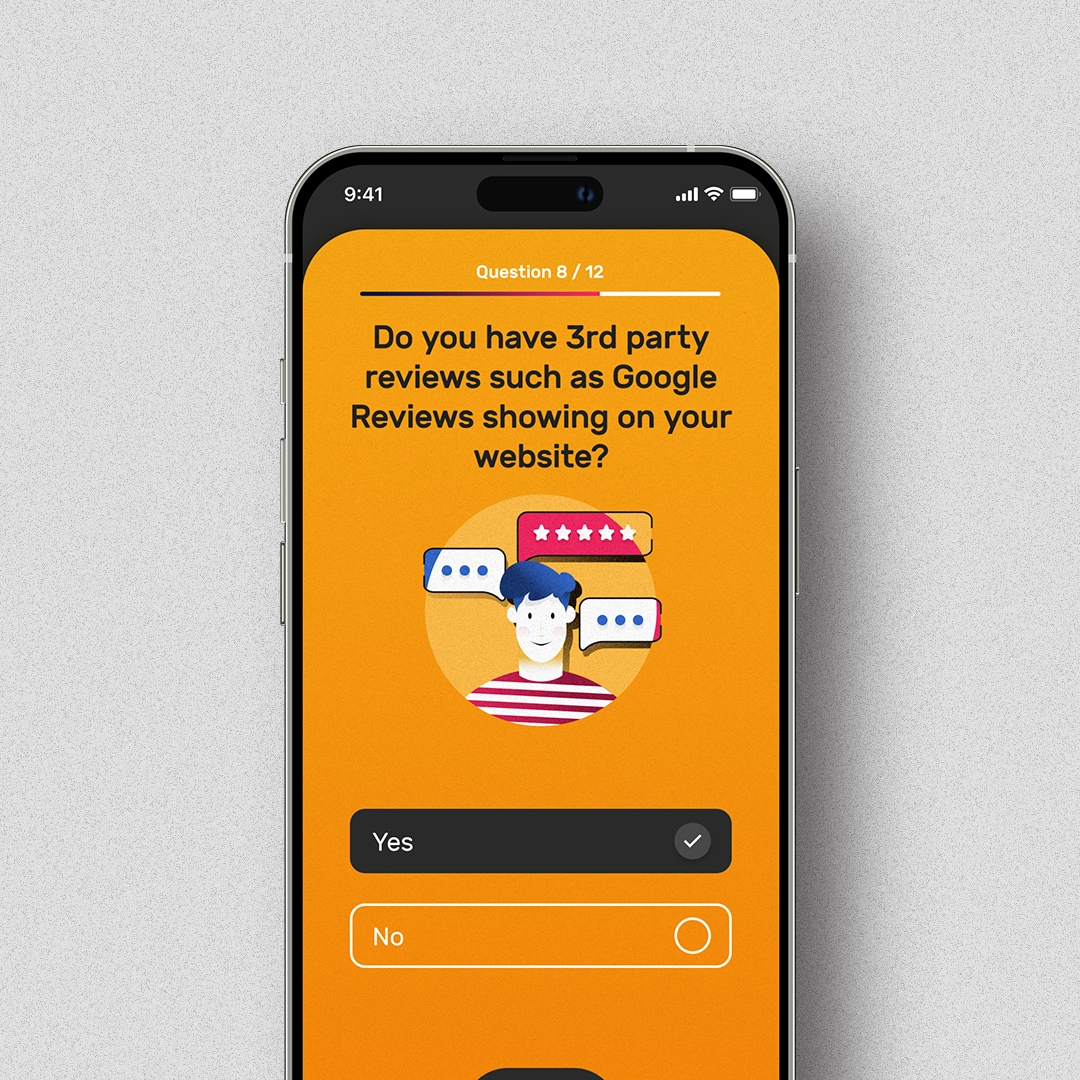 9:41
Question 8 / 12
Do you have 3rd party
reviews such as Google
Reviews showing on your
website?
Yes
No